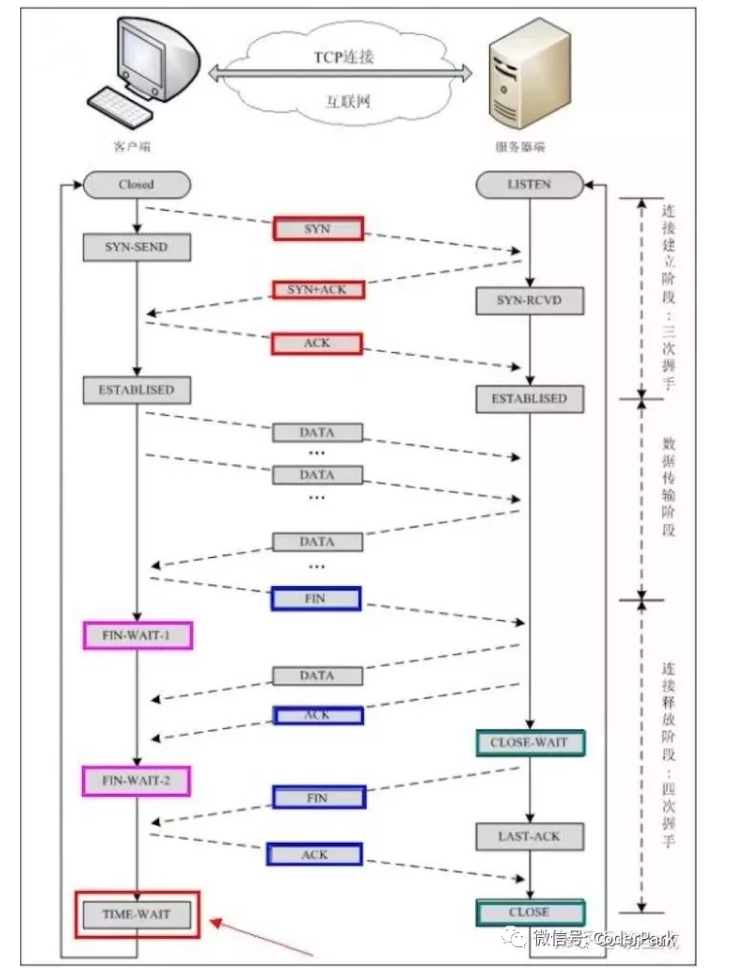 TCP连接
互联网
客户端
服务器端
Closed
LISTEN
SYN
SYN-SEND
SYN+ACK
SYN-RCVD
ACK
ESTABLISED
ESTABLISED
连接建立阶段：三次握手
DATA
...
DATA
...
DATA
...
数据传输阶段
FIN
FIN-WAIT-1
DATA
ACK
CLOSE-WAIT
FIN-WAIT-2
FIN
LAST-ACK
ACK
连接释放阶段：四次握手
TIME-WAIT
CLOSE
微信号: CoderPark